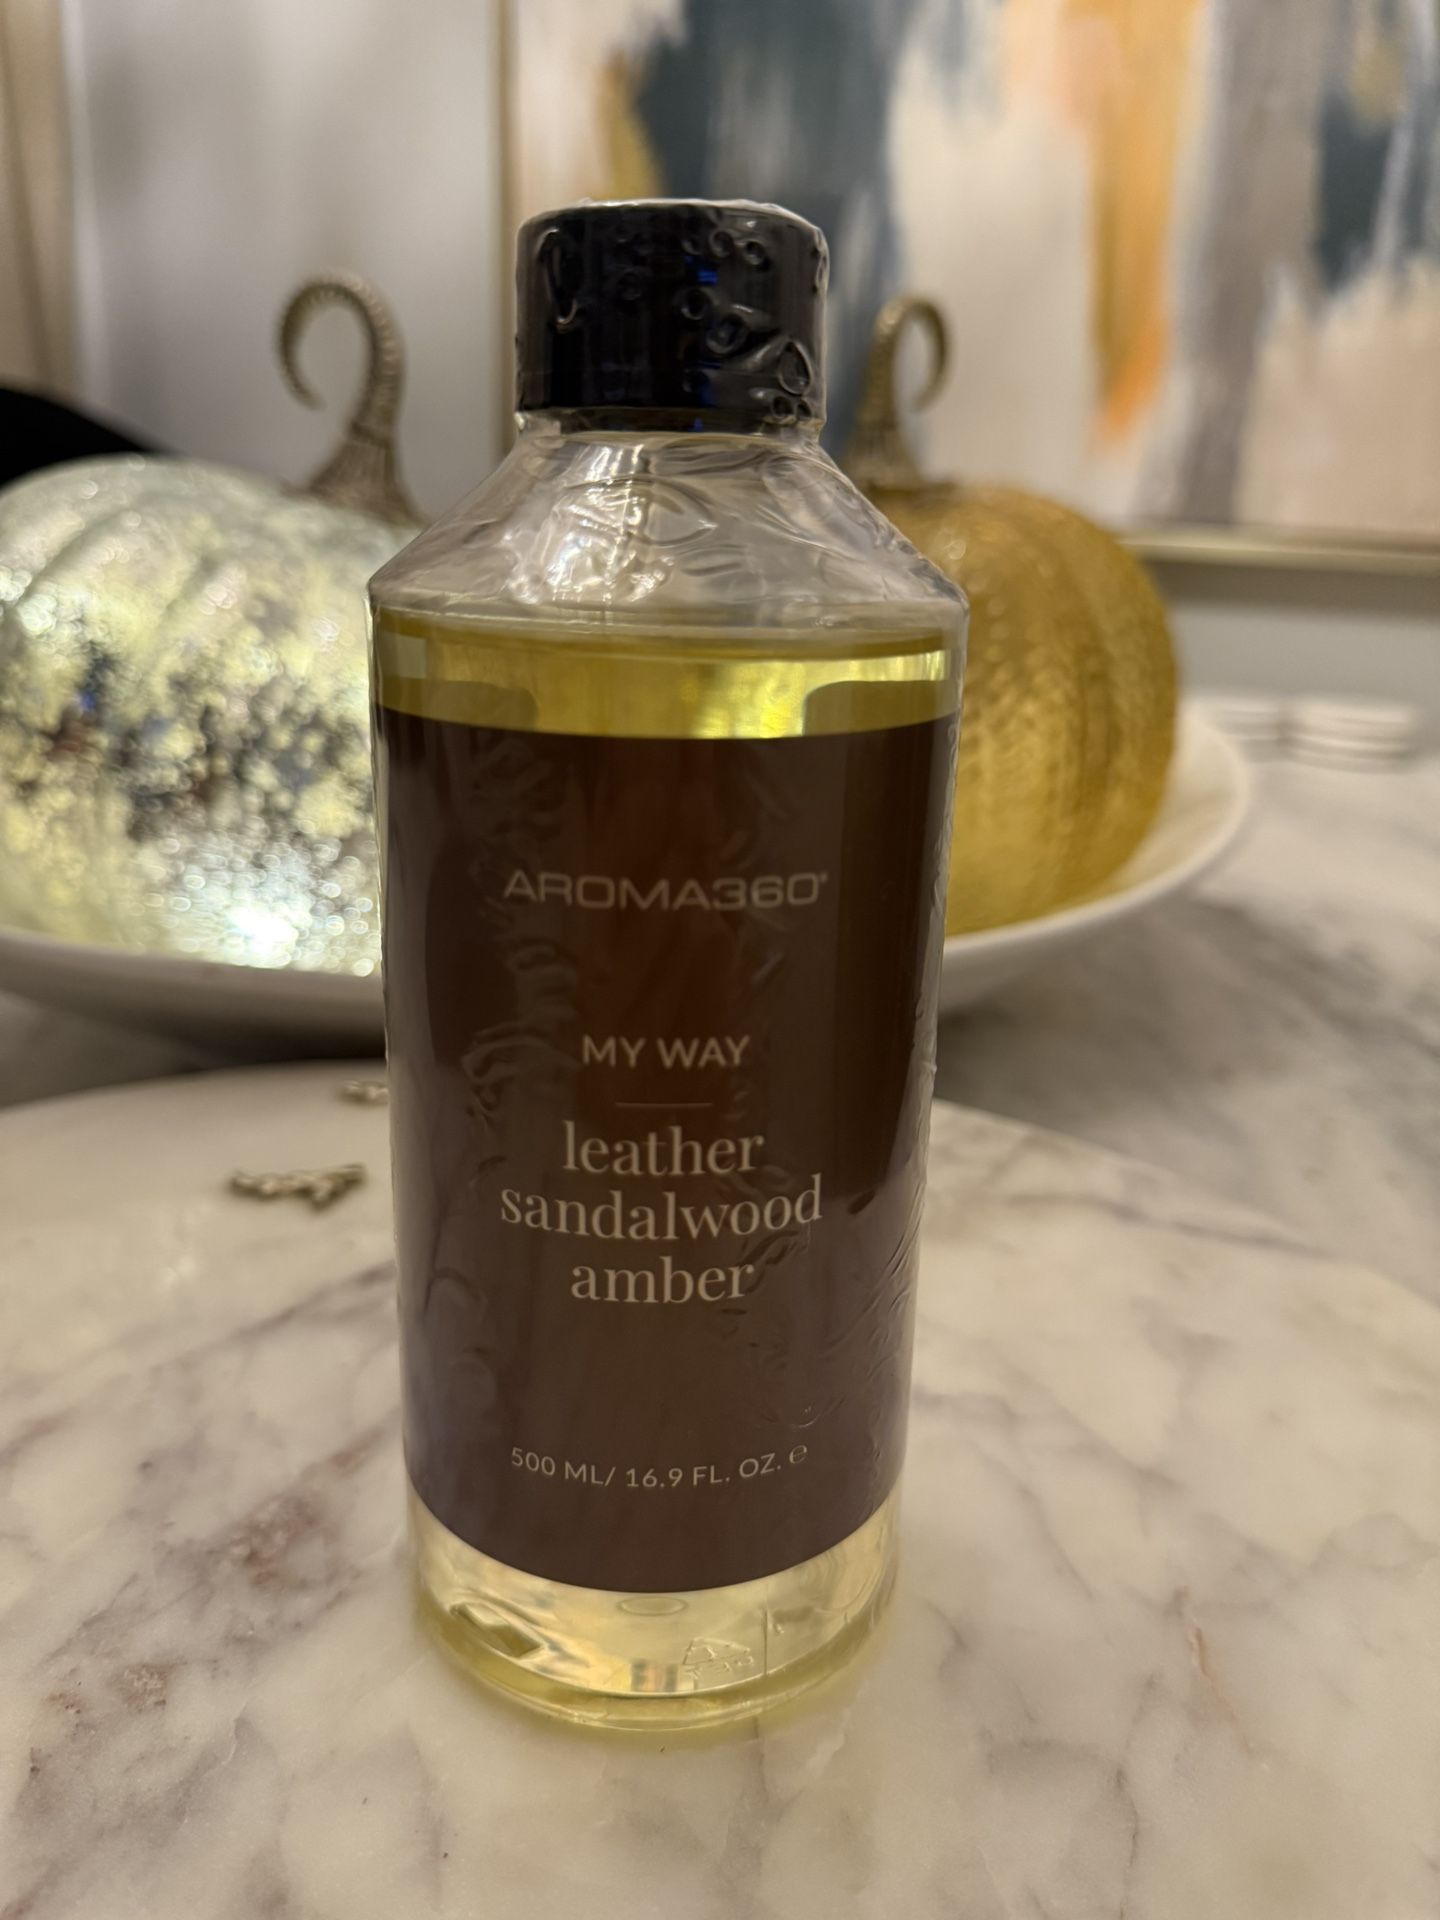 AROMA360®
MY WAY
leather
sandalwood
amber
500 ML/ 16.9 FL. OZ. ℮